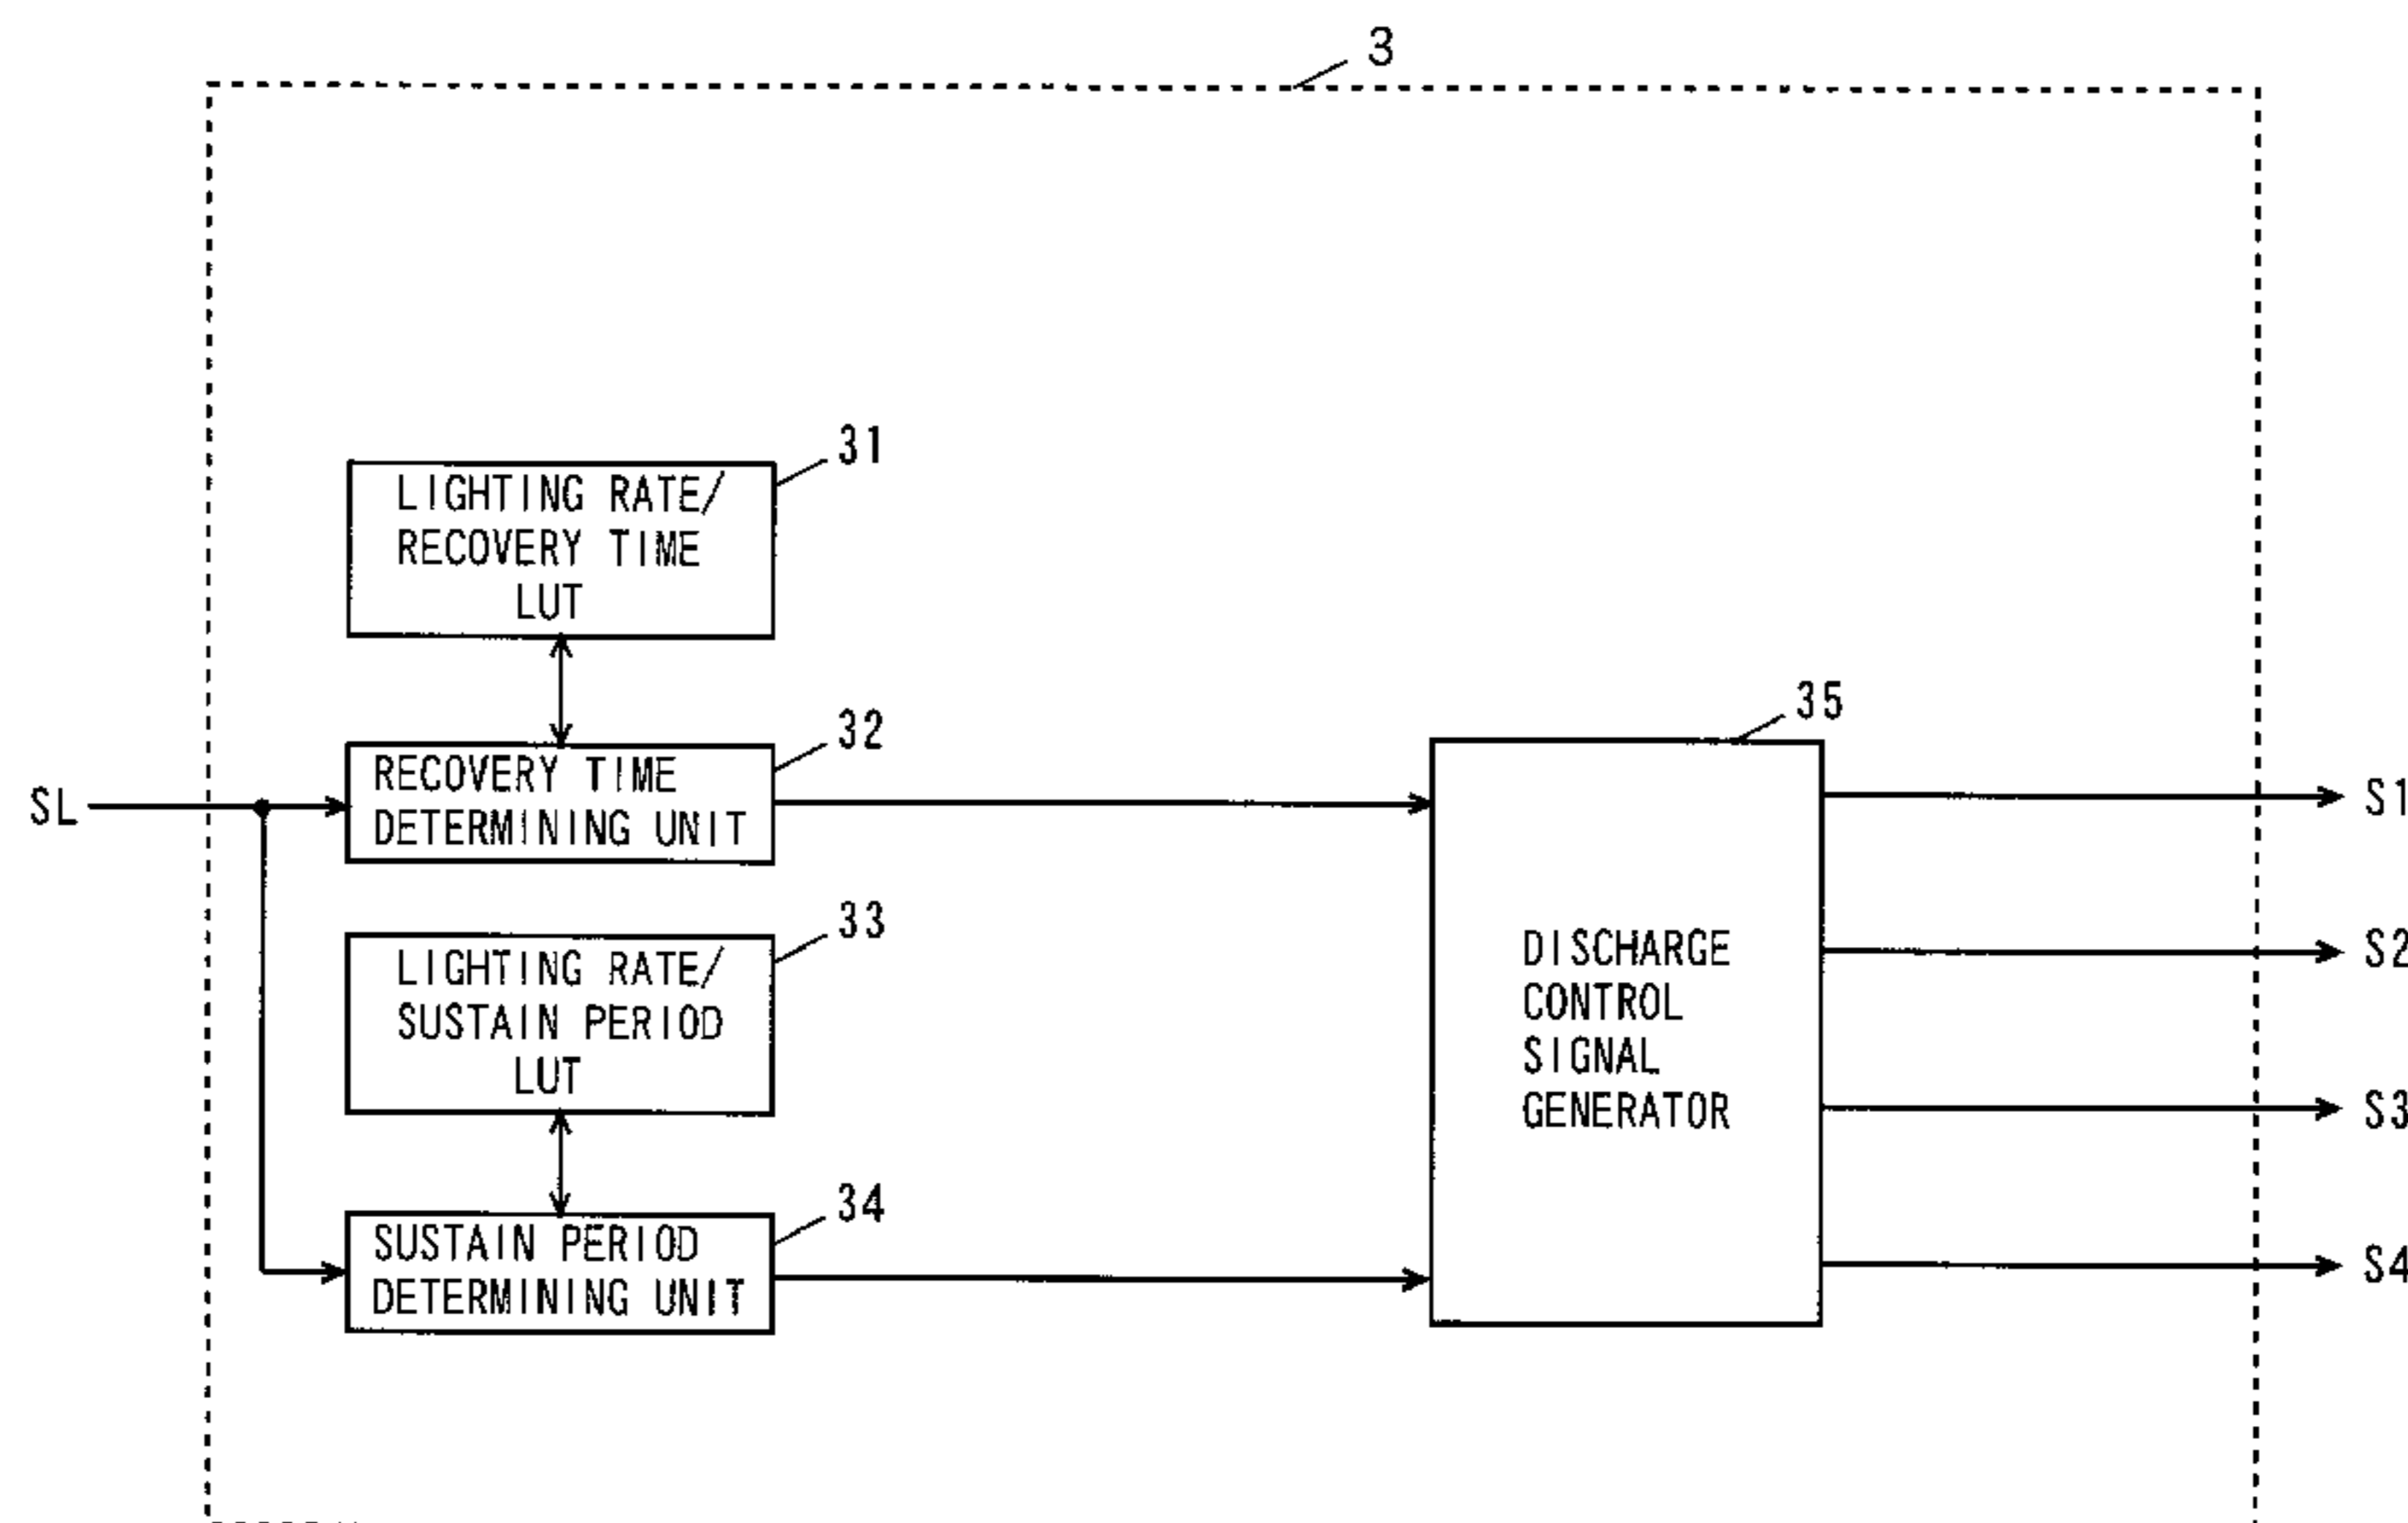 3
31
LIGHTING RATE/
RECOVERY TIME
LUT
32
RECOVERY TIME
DETERMINING UNIT
SL
33
LIGHTING RATE/
SUSTAIN PERIOD
LUT
34
SUSTAIN PERIOD
DETERMINING UNIT
35
DISCHARGE
CONTROL
SIGNAL
GENERATOR
S1
S2
S3
S4